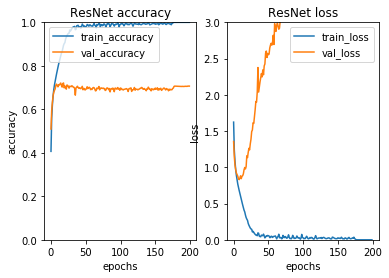 ResNet accuracy
train_accuracy
val_accuracy
1.0
0.8
0.6
0.4
0.2
0.0
accuracy
0 50 100 150 200
epochs
ResNet loss
train_loss
val_loss
3.0
2.5
2.0
1.5
1.0
0.5
0.0
loss
0 50 100 150 200
epochs